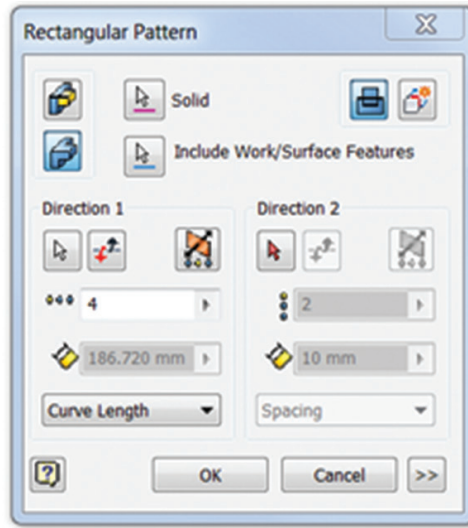 Rectangular Pattern
Solid
Include Work/Surface Features
Direction 1
Direction 2
4
2
186.720 mm
10 mm
Curve Length
Spacing
OK
Cancel
>>